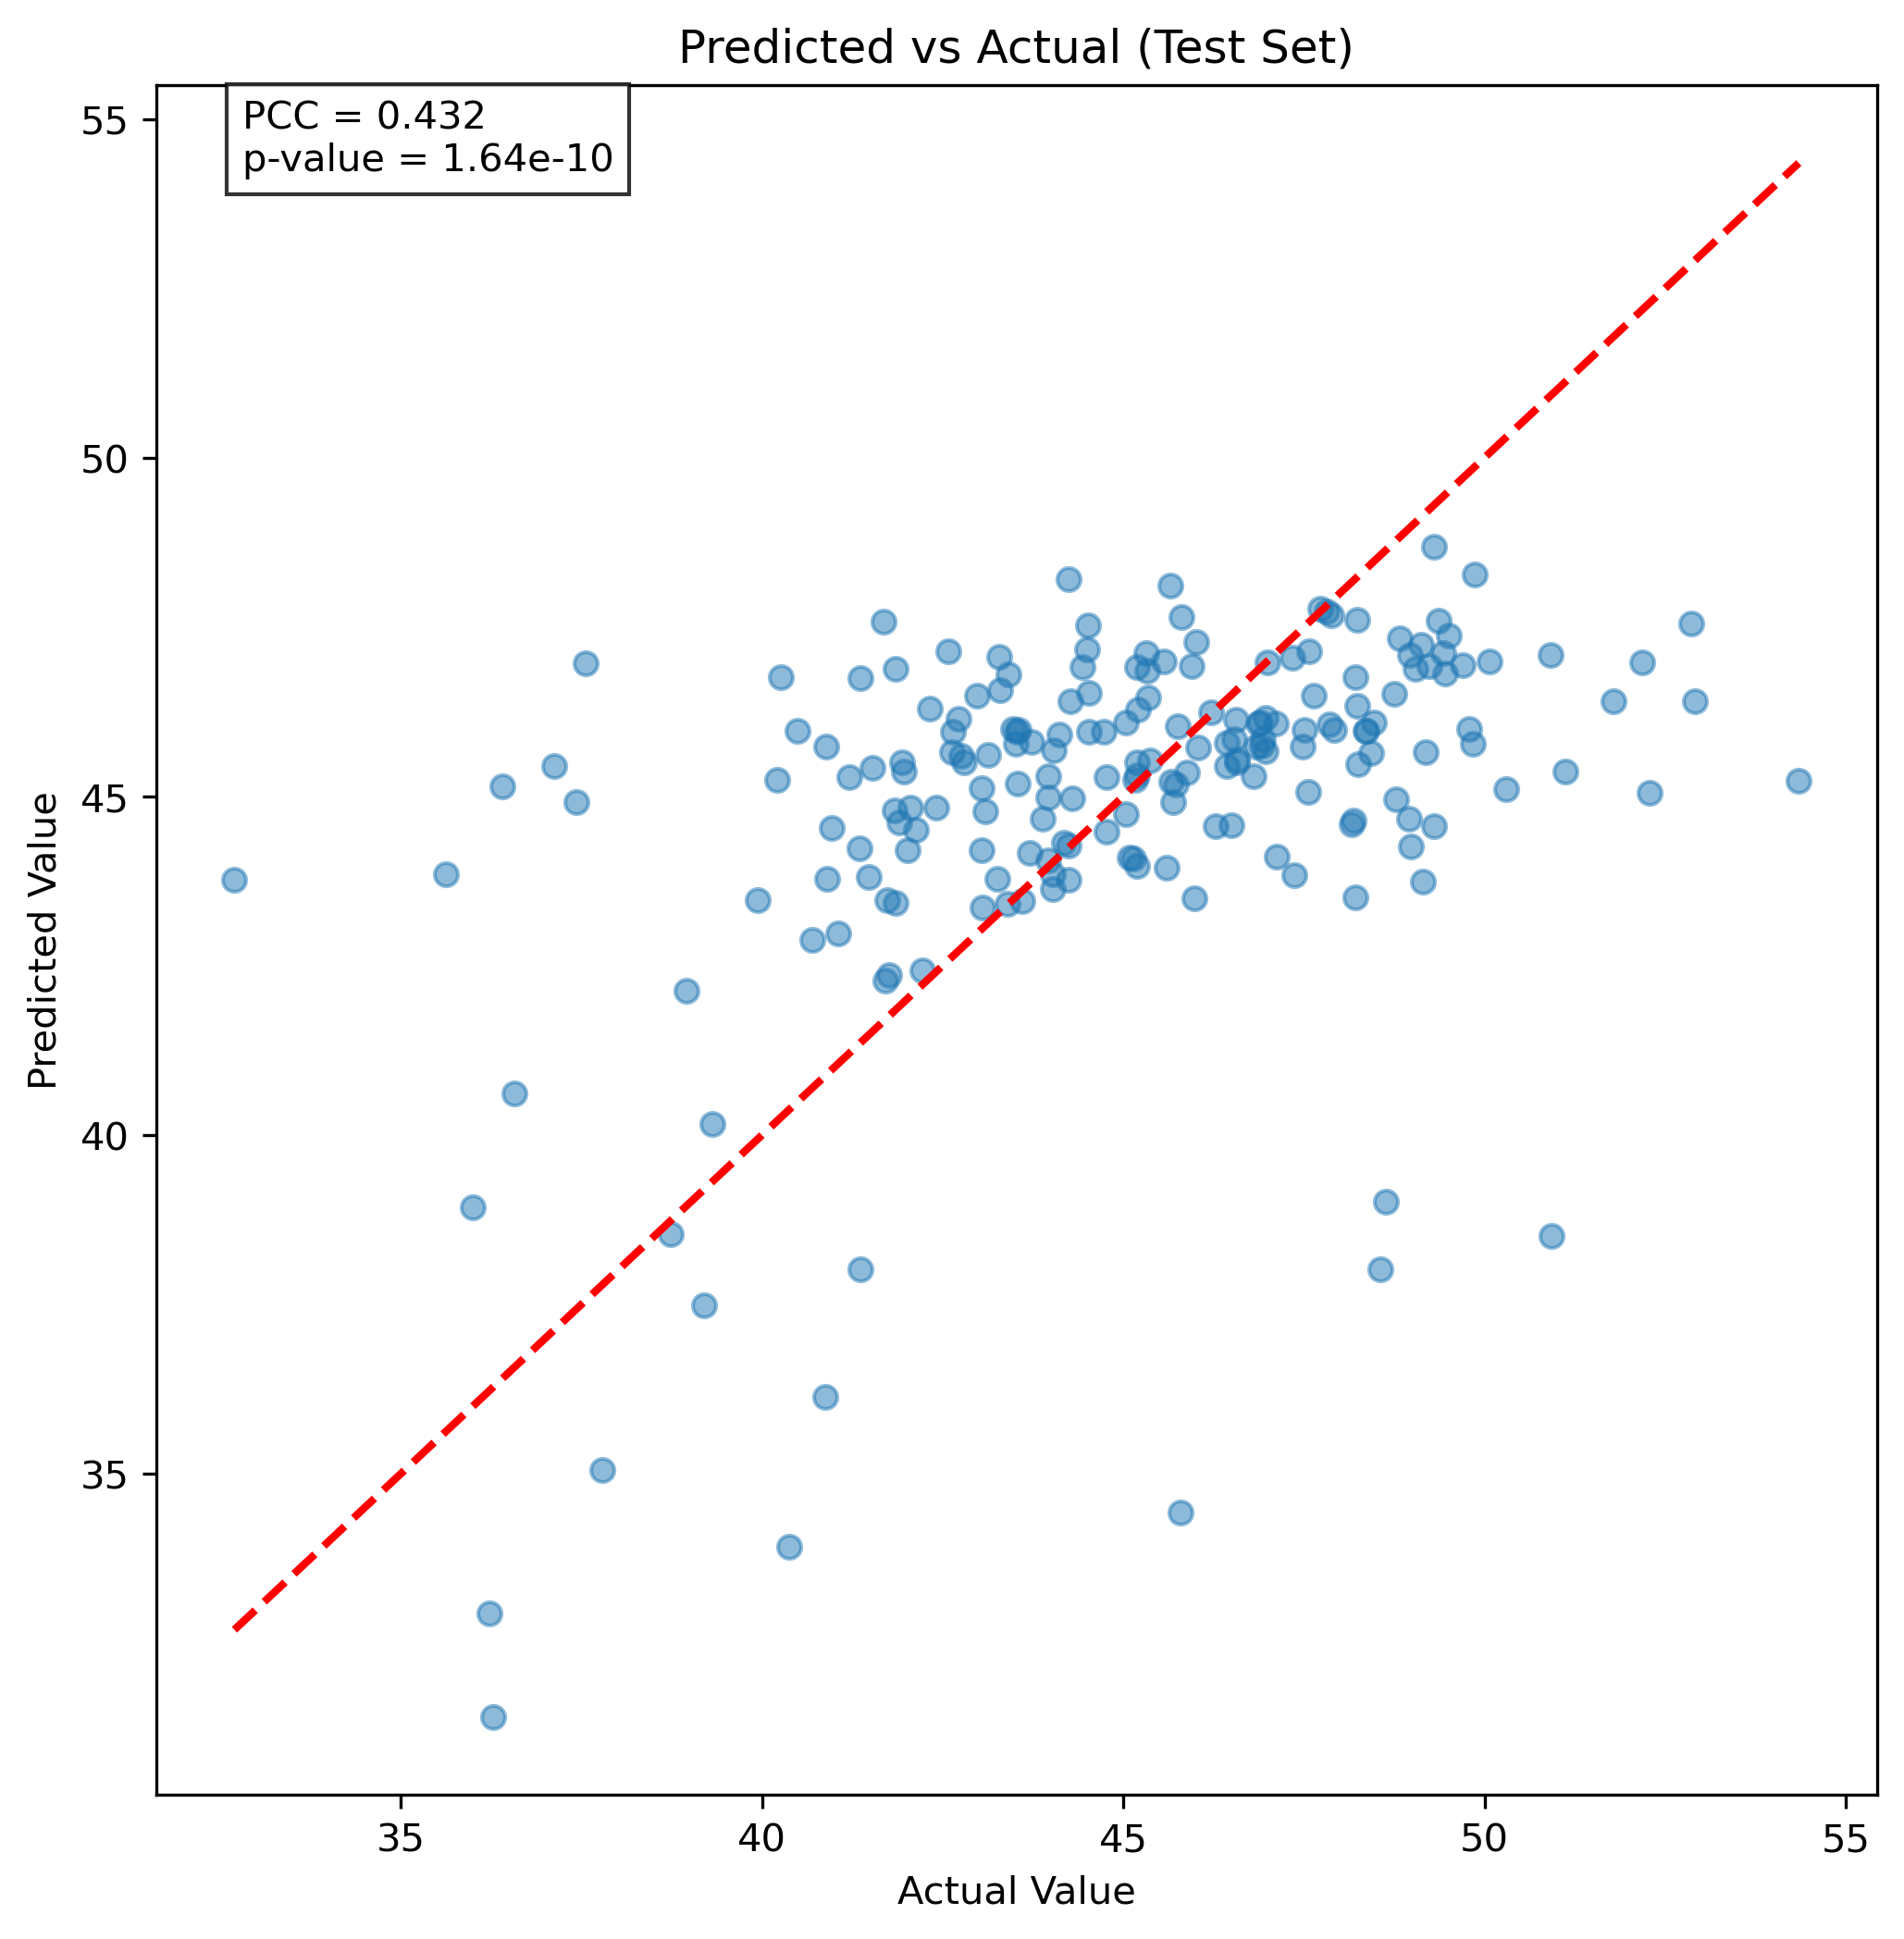 Predicted vs Actual (Test Set)
PCC = 0.432
p-value = 1.64e-10
55
50
45
40
35
Predicted Value
35
40
45
50
55
Actual Value